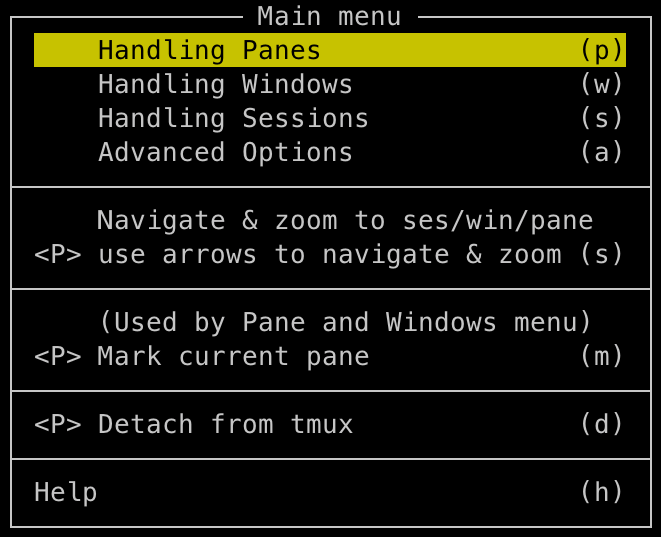 Main menu
Handling Panes (p)
Handling Windows (w)
Handling Sessions (s)
Advanced Options (a)
Navigate & zoom to ses/win/pane
<P> use arrows to navigate & zoom (s)
(Used by Pane and Windows menu)
<P> Mark current pane (m)
<P> Detach from tmux (d)
Help (h)